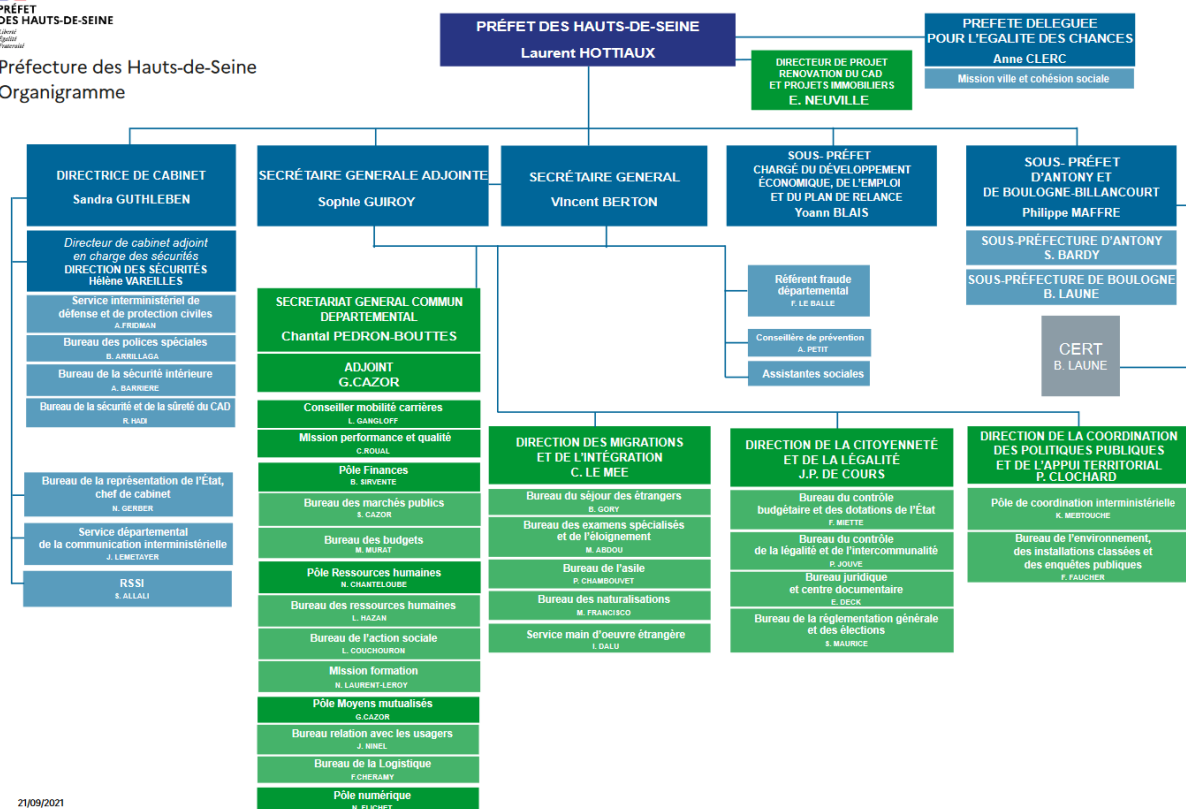 PRÉFET
DES HAUTS-DE-SEINE
Liberté
Égalité
Fraternité
Préfecture des Hauts-de-Seine
Organigramme
PRÉFET DES HAUTS-DE-SEINE
Laurent HOTTIAUX
PREFETE DELEGUEE
POUR L'EGALITE DES CHANCES
Anne CLERC
Mission ville et cohésion sociale
DIRECTEUR DE PROJET
RENOVATION DU CAD
ET PROJETS IMMOBILIERS
E. NEUVILLE
DIRECTRICE DE CABINET
Sandra GUTHLEBEN
SECRÉTAIRE GENERALE ADJOINTE
Sophie GUIROY
SECRÉTAIRE GENERAL
Vincent BERTON
SOUS- PRÉFET
CHARGÉ DU DÉVELOPPEMENT
ÉCONOMIQUE, DE L'EMPLOI
ET DU PLAN DE RELANCE
Yoann BLAIS
SOUS- PRÉFET
D'ANTONY ET
DE BOULOGNE-BILLANCOURT
Philippe MAFFRE
SOUS-PRÉFECTURE D'ANTONY
S. BARDY
SOUS-PRÉFECTURE DE BOULOGNE
B. LAUNE
CERT
B. LAUNE
Directeur de cabinet adjoint
en charge des sécurités
DIRECTION DES SÉCURITÉS
Hélène VAREILLES
Service interministériel de
défense et de protection civiles
A.FRIDMAN
Bureau des polices spéciales
B. ARRILLAGA
Bureau de la sécurité intérieure
A. BARRIERE
Bureau de la sécurité et de la sûreté du CAD
R. HADI
Bureau de la représentation de l'État,
chef de cabinet
N. GERBER
Service départemental
de la communication interministérielle
J. LEMETAYER
RSSI
S. ALLALI
SECRETARIAT GENERAL COMMUN
DEPARTEMENTAL
Chantal PEDRON-BOUTTES
ADJOINT
G.CAZOR
Conseiller mobilité carrières
L. GANGLOFF
Mission performance et qualité
C.ROUAL
Pôle Finances
B. SIRVENTE
Bureau des marchés publics
S. CAZOR
Bureau des budgets
M. MURAT
Pôle Ressources humaines
N. CHANTELOUBE
Bureau des ressources humaines
L. HAZAN
Bureau de l'action sociale
L. COUCHOURON
Mission formation
N. LAURENT-LEROY
Pôle Moyens mutualisés
G.CAZOR
Bureau relation avec les usagers
J. NINEL
Bureau de la Logistique
F.CHERAMY
Pôle numérique
N. FLICHET
Référent fraude
départemental
F. LE BALLE
Conseillère de prévention
A. PETIT
Assistantes sociales
DIRECTION DES MIGRATIONS
ET DE L'INTÉGRATION
C. LE MEE
Bureau du séjour des étrangers
B. GORY
Bureau des examens spécialisés
et de l'éloignement
M. ABDOU
Bureau de l'asile
P. CHAMBOUVET
Bureau des naturalisations
M. FRANCISCO
Service main d'oeuvre étrangère
I. DALU
DIRECTION DE LA CITOYENNETÉ
ET DE LA LÉGALITÉ
J.P. DE COURS
Bureau du contrôle
budgétaire et des dotations de l'État
F. MIETTE
Bureau du contrôle
de la légalité et de l'intercommunalité
P. JOUVE
Bureau juridique
et centre documentaire
E. DECK
Bureau de la réglementation générale
et des élections
S. MAURICE
DIRECTION DE LA COORDINATION
DES POLITIQUES PUBLIQUES
ET DE L'APPUI TERRITORIAL
P. CLOCHARD
Pôle de coordination interministérielle
K. MEBTOUCHE
Bureau de l'environnement,
des installations classées et
des enquêtes publiques
F. FAUCHER
21/09/2021